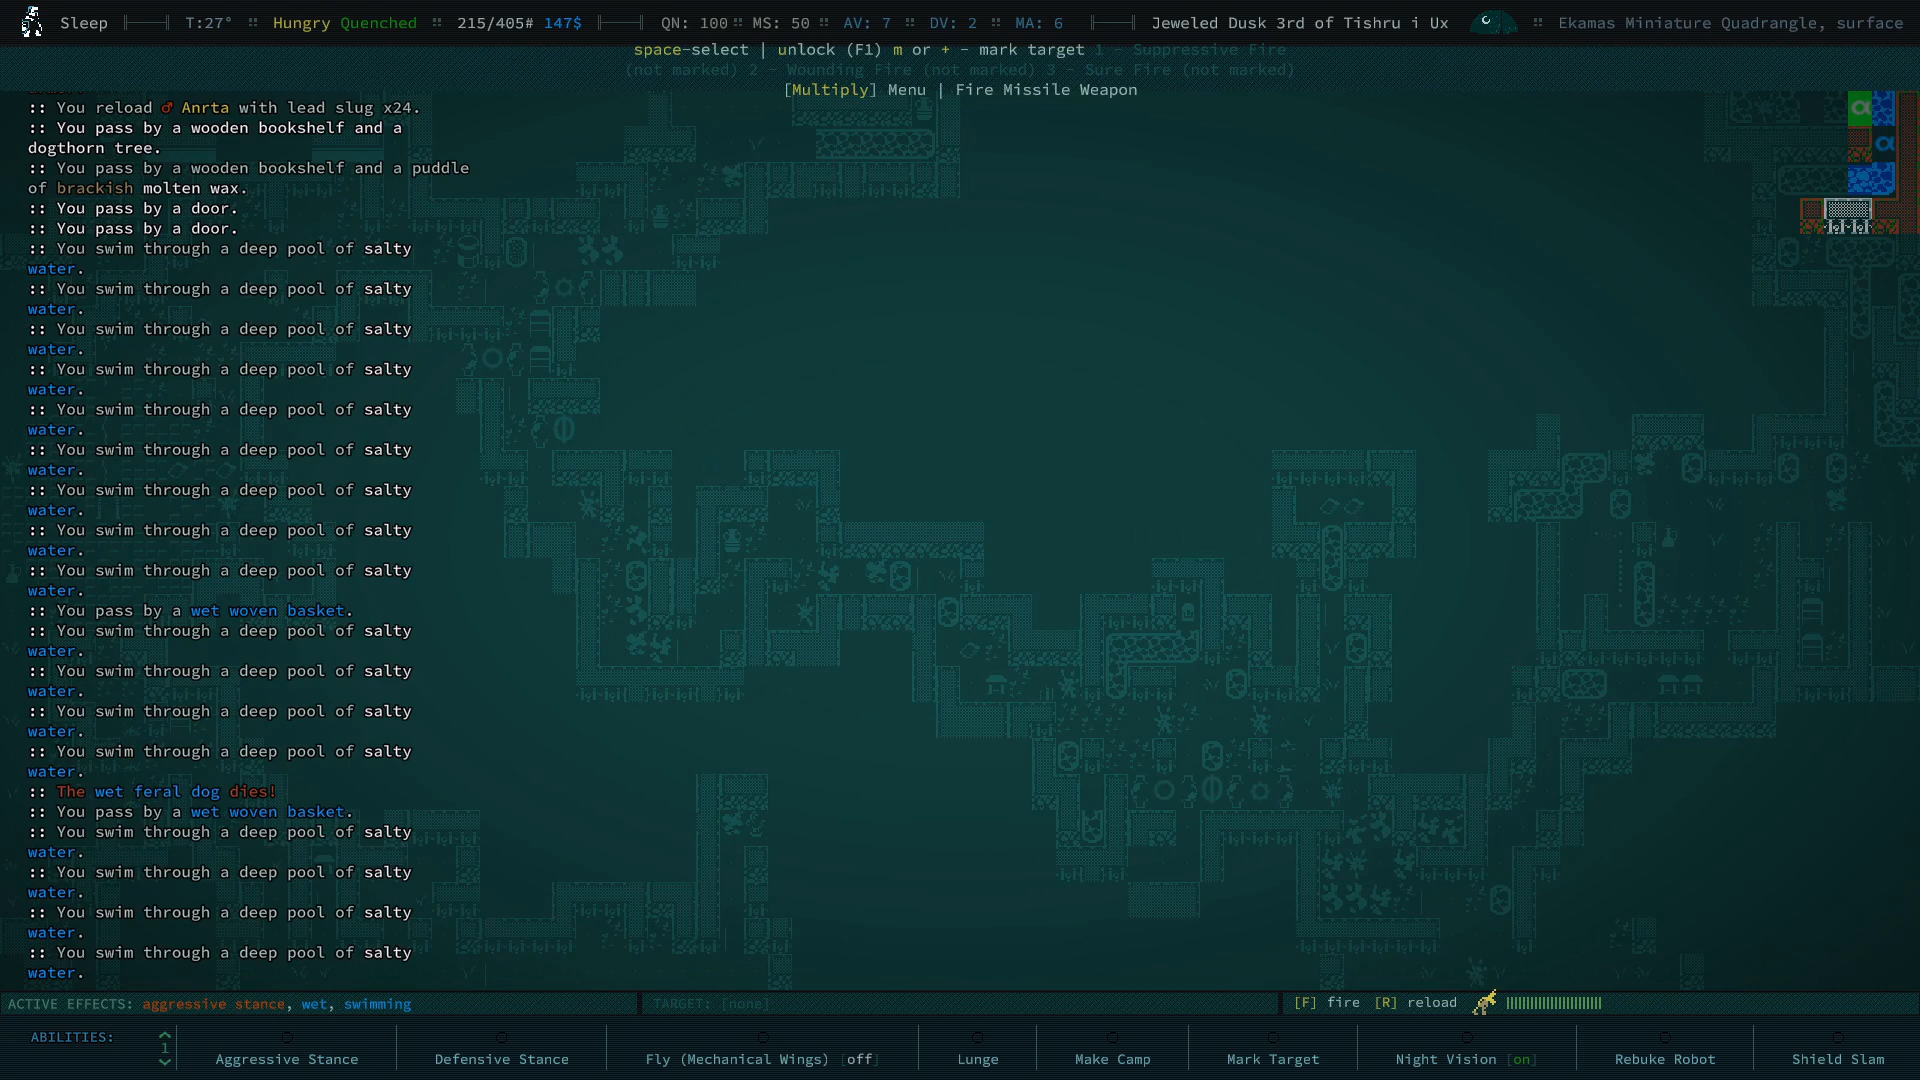 Sleep T:27° :: Hungry Quenched :: 215/405# 147$ QN: 100 :: MS: 50 :: AV: 7 :: DV: 2 :: MA: 6 Jeweled Dusk 3rd of Tishru i Ux :: Ekamas Miniature Quadrangle, surface
space-select | unlock (F1) m or + - mark target 1 - Suppressive Fire
(not marked) 2 - Wounding Fire (not marked) 3 - Sure Fire (not marked)
[Multiply] Menu | Fire Missile Weapon
:: You reload ♂ Anrta with lead slug x24.
:: You pass by a wooden bookshelf and a
dogthorn tree.
:: You pass by a wooden bookshelf and a puddle
of brackish molten wax.
:: You pass by a door.
:: You pass by a door.
:: You swim through a deep pool of salty
water.
:: You swim through a deep pool of salty
water.
:: You swim through a deep pool of salty
water.
:: You swim through a deep pool of salty
water.
:: You swim through a deep pool of salty
water.
:: You swim through a deep pool of salty
water.
:: You swim through a deep pool of salty
water.
:: You swim through a deep pool of salty
water.
:: You swim through a deep pool of salty
water.
:: You pass by a wet woven basket.
:: You swim through a deep pool of salty
water.
:: You swim through a deep pool of salty
water.
:: You swim through a deep pool of salty
water.
:: You swim through a deep pool of salty
water.
:: The wet feral dog dies!
:: You pass by a wet woven basket.
:: You swim through a deep pool of salty
water.
:: You swim through a deep pool of salty
water.
:: You swim through a deep pool of salty
water.
:: You swim through a deep pool of salty
water.
ACTIVE EFFECTS: aggressive stance, wet, swimming
TARGET: [none]
[F] fire [R] reload
ABILITIES:
1
Aggressive Stance
Defensive Stance
Fly (Mechanical Wings) [off]
Lunge
Make Camp
Mark Target
Night Vision [on]
Rebuke Robot
Shield Slam